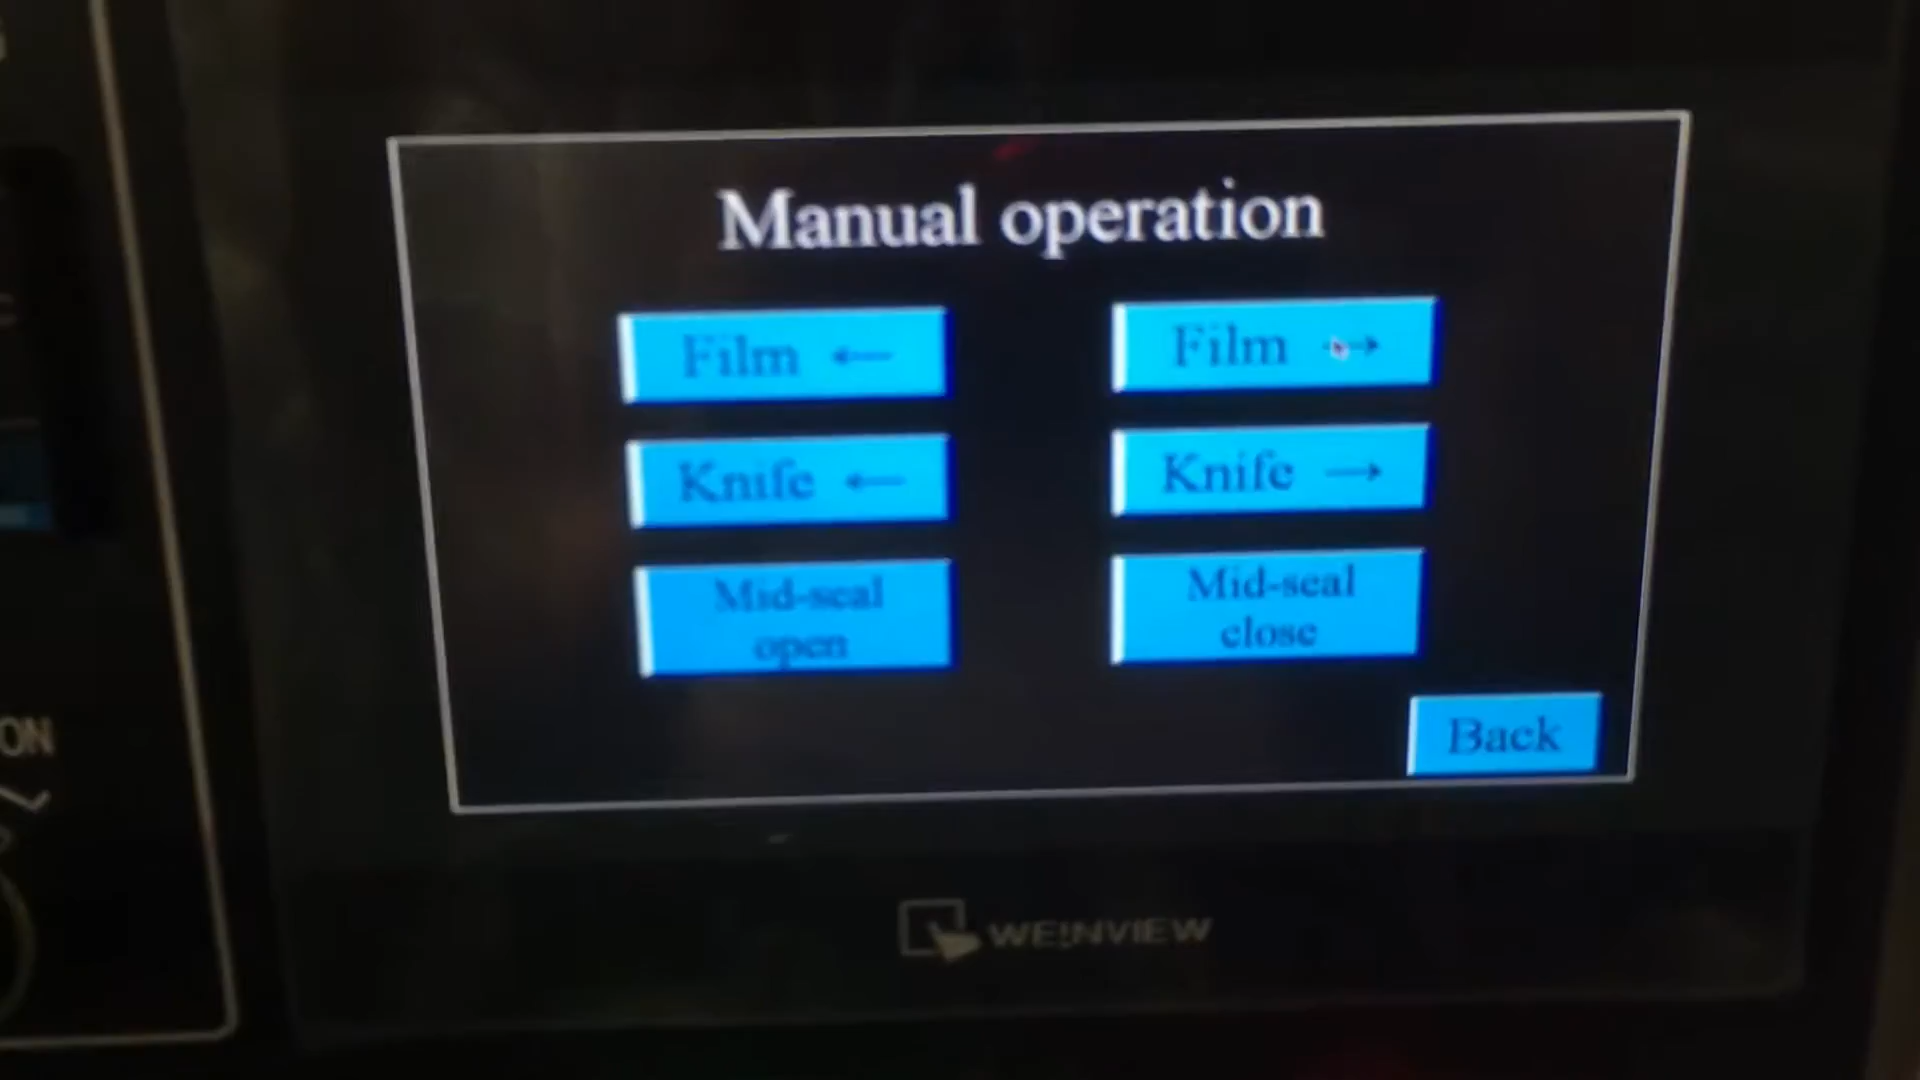 Manual operation
Film ←
Film →
Knife ←
Knife →
Mid-seal
open
Mid-seal
close
Back
WEINVIEW
ON